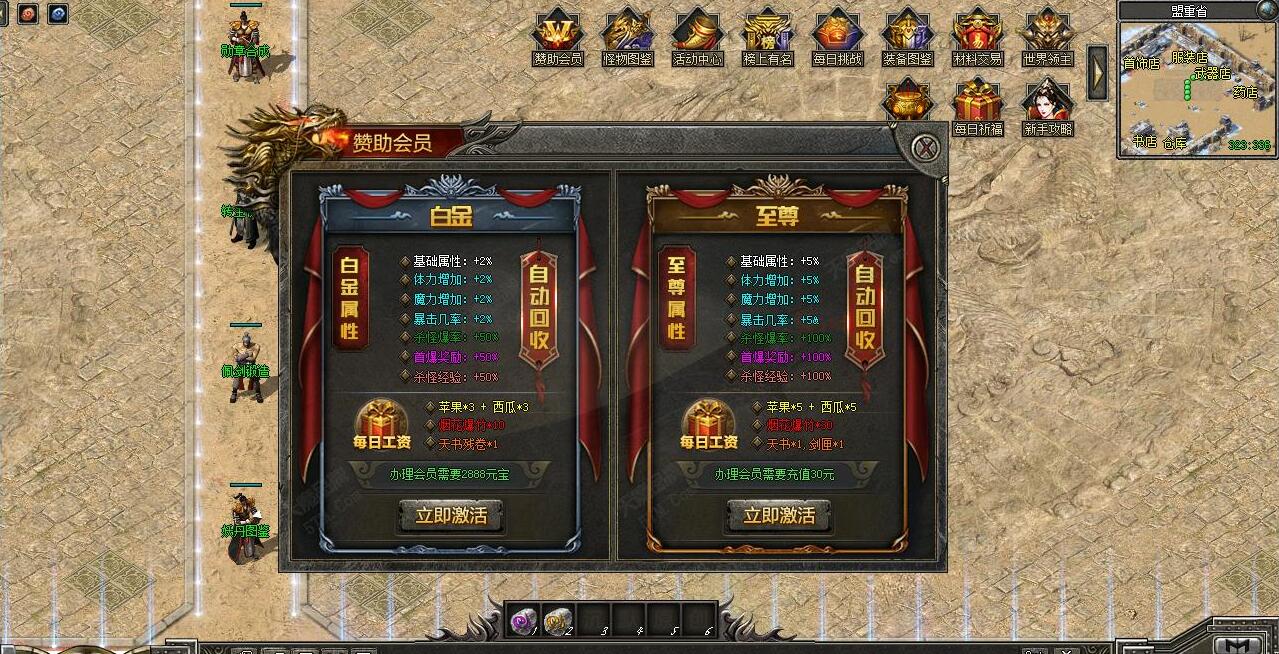 勋章合成
佩剑锻造
妖丹图鉴
赞助会员
怪物图鉴
活动中心
榜上有名
每日挑战
装备图鉴
材料交易
世界领主
每日祈福
新手攻略
盟重省
首饰店
服装店
武器店
药店
书店
仓库
323:336
赞助会员
白金
白金属性
基础属性：+2%
体力增加：+2%
魔力增加：+2%
暴击几率：+2%
杀怪爆率：+50%
首爆奖励：+50%
杀怪经验：+50%
自动回收
每日工资
苹果*3 + 西瓜*3
烟花爆竹*10
天书残卷*1
办理会员需要2888元宝
立即激活
至尊
至尊属性
基础属性：+5%
体力增加：+5%
魔力增加：+5%
暴击几率：+5&
杀怪爆率：+100%
首爆奖励：+100%
杀怪经验：+100%
自动回收
每日工资
苹果*5 + 西瓜*5
烟花爆竹*30
天书*1,剑匣*1
办理会员需要充值30元
立即激活
1 2 3 4 5 6